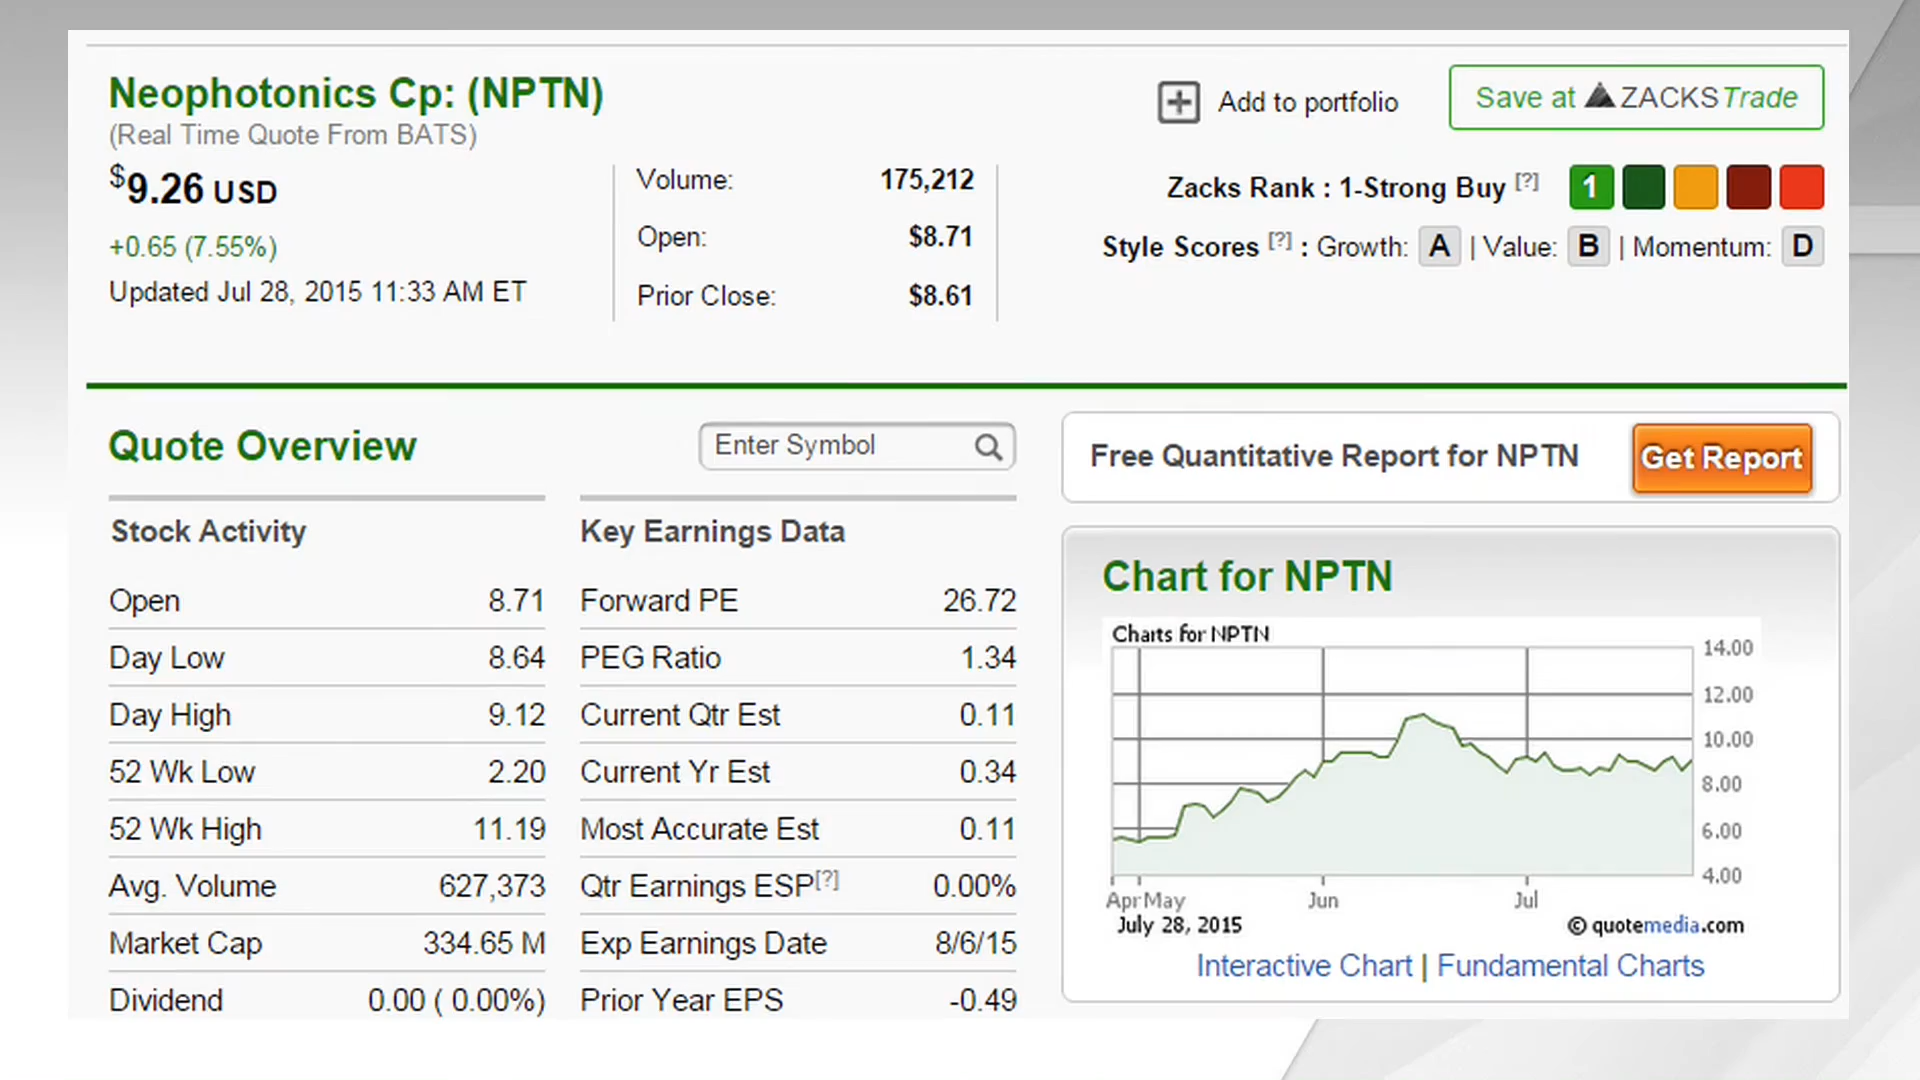 Neophotonics Cp: (NPTN)
(Real Time Quote From BATS)
$9.26 USD
+0.65 (7.55%)
Updated Jul 28, 2015 11:33 AM ET
Volume: 175,212
Open: $8.71
Prior Close: $8.61
Add to portfolio
Save at ZACKS Trade
Zacks Rank : 1-Strong Buy [?] 1
Style Scores [?] : Growth: A | Value: B | Momentum: D
Quote Overview
Enter Symbol
Stock Activity
Open 8.71
Day Low 8.64
Day High 9.12
52 Wk Low 2.20
52 Wk High 11.19
Avg. Volume 627,373
Market Cap 334.65 M
Dividend 0.00 ( 0.00%)
Key Earnings Data
Forward PE 26.72
PEG Ratio 1.34
Current Qtr Est 0.11
Current Yr Est 0.34
Most Accurate Est 0.11
Qtr Earnings ESP[?] 0.00%
Exp Earnings Date 8/6/15
Prior Year EPS -0.49
Free Quantitative Report for NPTN
Get Report
Chart for NPTN
Charts for NPTN
14.00
12.00
10.00
8.00
6.00
4.00
Apr May Jun Jul
July 28, 2015
© quotemedia.com
Interactive Chart | Fundamental Charts